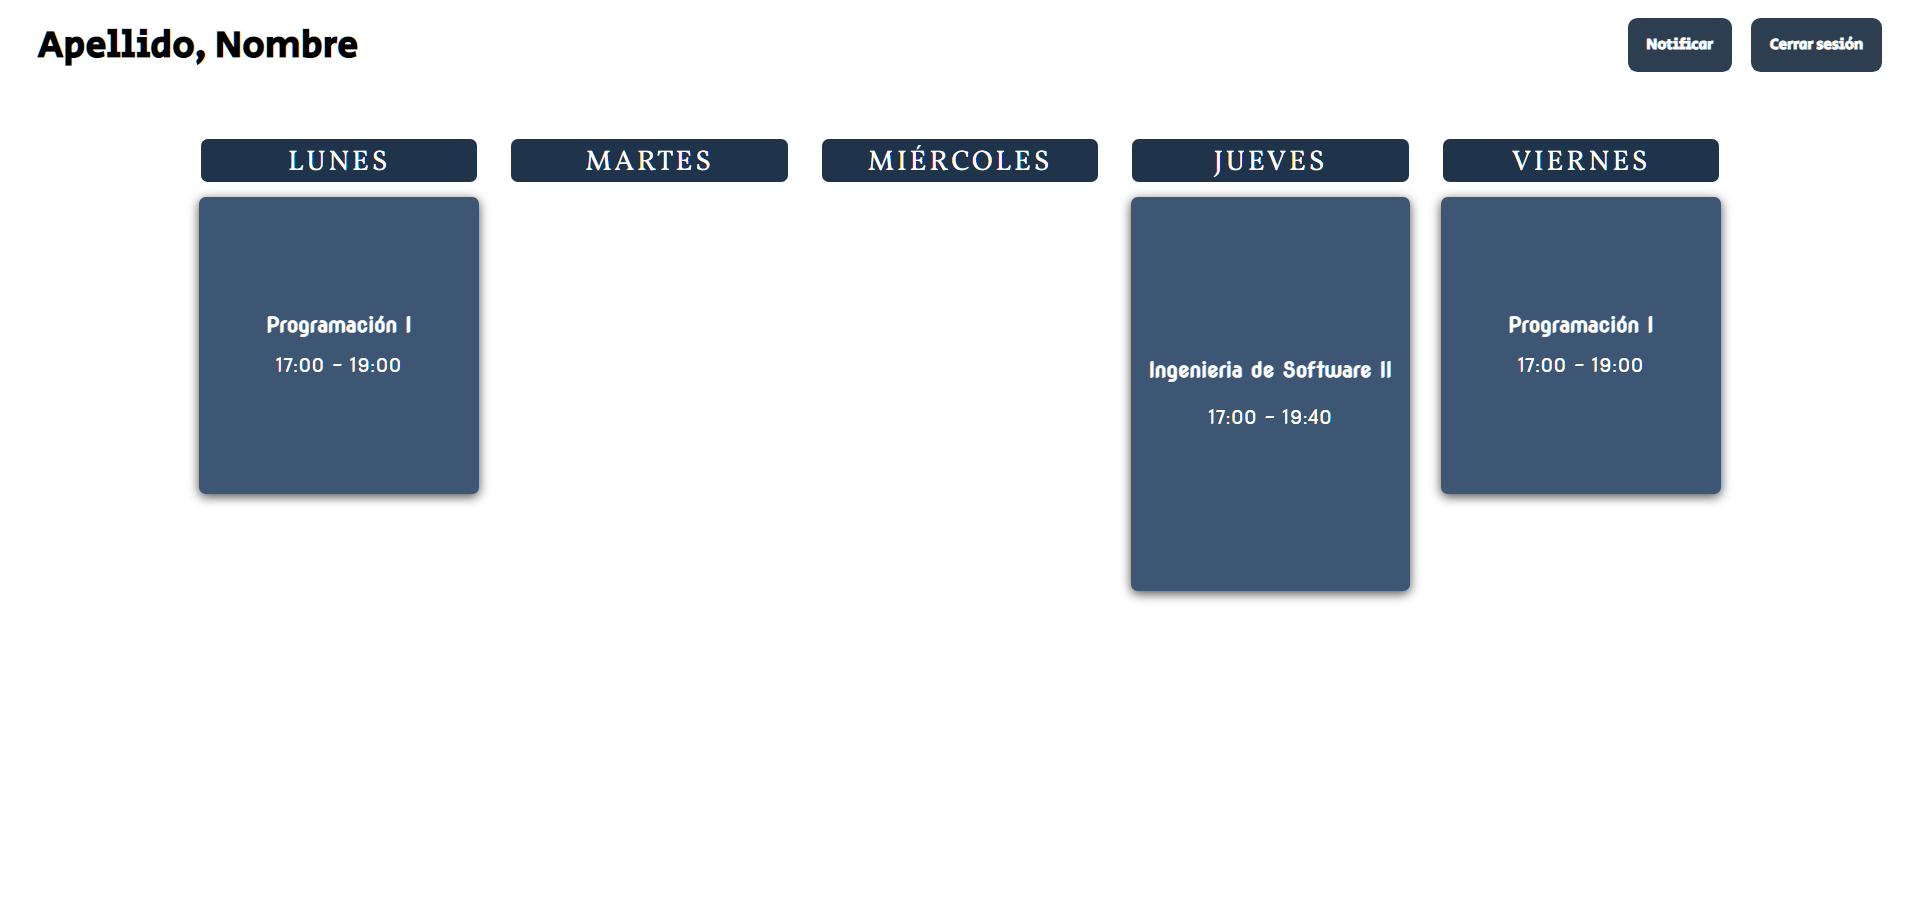 Apellido, Nombre
Notificar
Cerrar sesión
LUNES
MARTES
MIÉRCOLES
JUEVES
VIERNES
Programación I
17:00 - 19:00
Ingenieria de Software II
17:00 - 19:40
Programación I
17:00 - 19:00